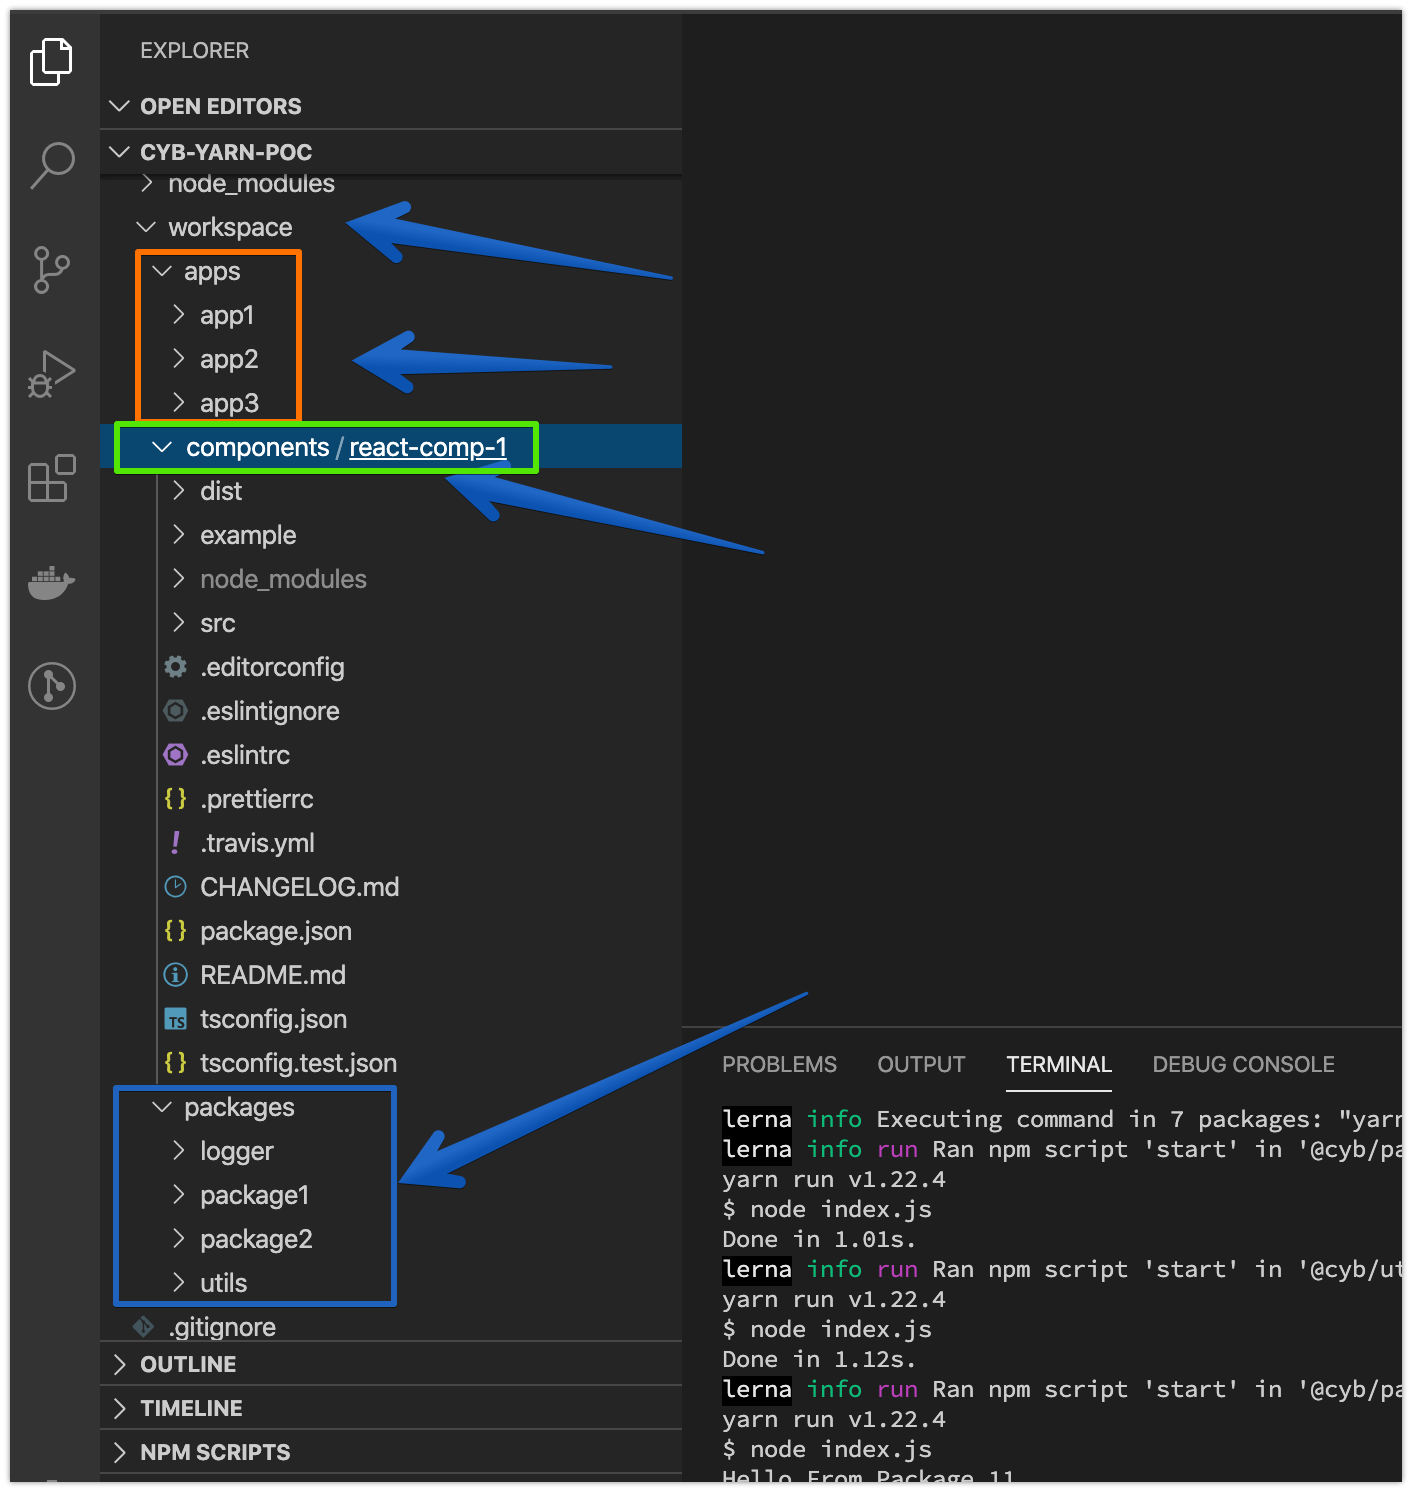 EXPLORER
OPEN EDITORS
CYB-YARN-POC
node_modules
workspace
apps
app1
app2
app3
components / react-comp-1
dist
example
node_modules
src
.editorconfig
.eslintignore
.eslintrc
.prettierrc
.travis.yml
CHANGELOG.md
package.json
README.md
TS tsconfig.json
tsconfig.test.json
packages
logger
package1
package2
utils
.gitignore
OUTLINE
TIMELINE
NPM SCRIPTS
PROBLEMS OUTPUT TERMINAL DEBUG CONSOLE
lerna info Executing command in 7 packages: "yarn
lerna info run Ran npm script 'start' in '@cyb/pa
yarn run v1.22.4
$ node index.js
Done in 1.01s.
lerna info run Ran npm script 'start' in '@cyb/ut
yarn run v1.22.4
$ node index.js
Done in 1.12s.
lerna info run Ran npm script 'start' in '@cyb/pa
yarn run v1.22.4
$ node index.js
Hello From Package 11